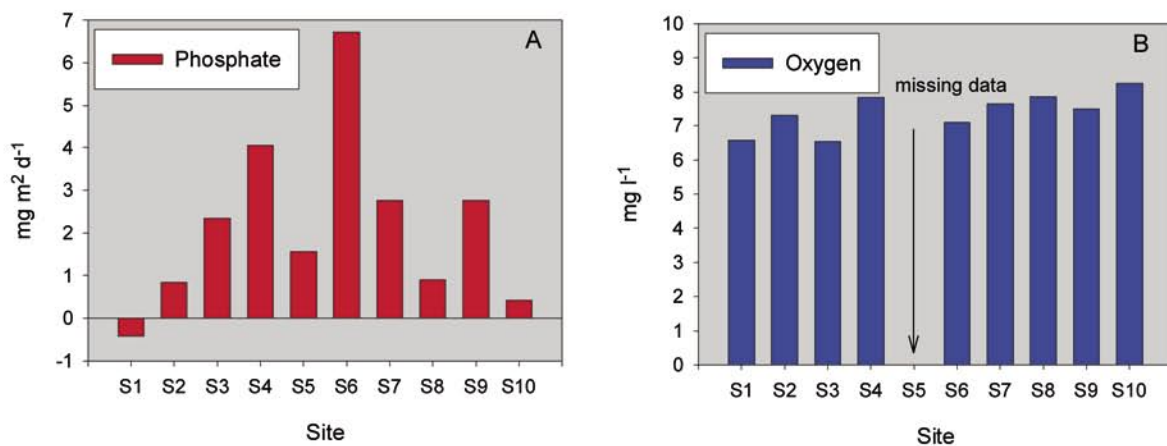 A
Phosphate
mg m² d⁻¹
7
6
5
4
3
2
1
0
-1
S1 S2 S3 S4 S5 S6 S7 S8 S9 S10
Site
B
Oxygen
missing data
mg l⁻¹
10
9
8
7
6
5
4
3
2
1
0
S1 S2 S3 S4 S5 S6 S7 S8 S9 S10
Site